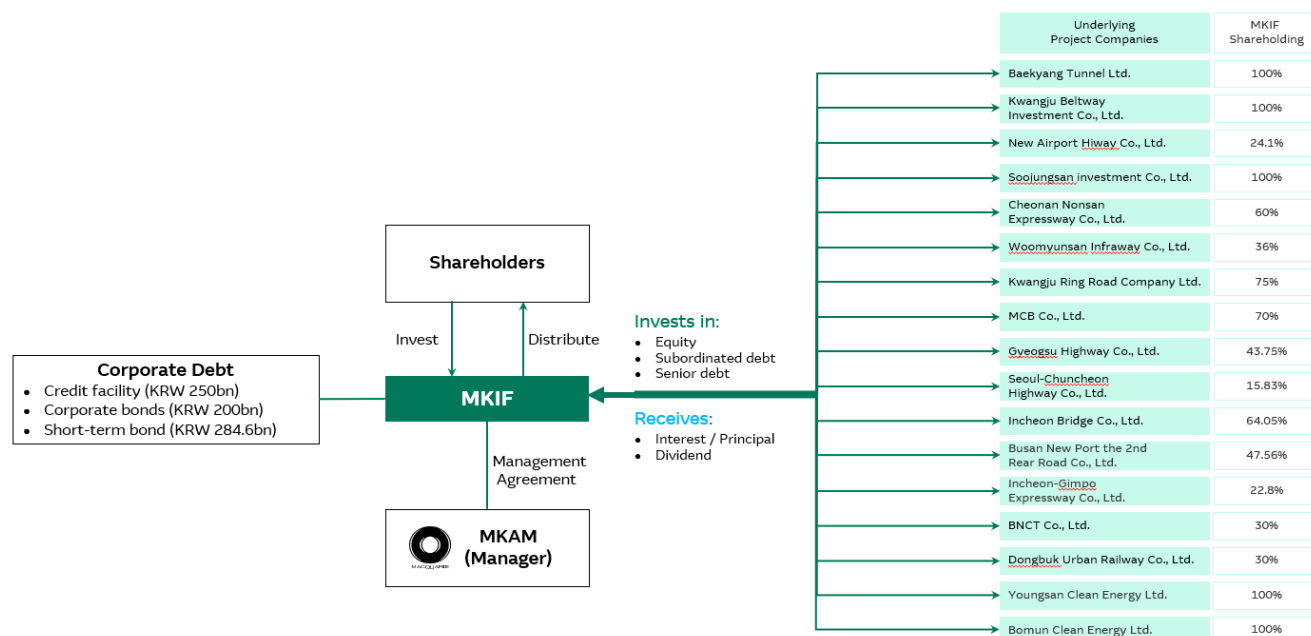 Underlying
Project Companies
MKIF
Shareholding
Baekyang Tunnel Ltd.
100%
Kwangju Beltway
Investment Co., Ltd.
100%
New Airport Hiway Co., Ltd.
24.1%
Soojungsan investment Co., Ltd.
100%
Cheonan Nonsan
Expressway Co., Ltd.
60%
Woomyunsan Infraway Co., Ltd.
36%
Kwangju Ring Road Company Ltd.
75%
MCB Co., Ltd.
70%
Gyeogsu Highway Co., Ltd.
43.75%
Seoul-Chuncheon
Highway Co., Ltd.
15.83%
Incheon Bridge Co., Ltd.
64.05%
Busan New Port the 2nd
Rear Road Co., Ltd.
47.56%
Incheon-Gimpo
Expressway Co., Ltd.
22.8%
BNCT Co., Ltd.
30%
Dongbuk Urban Railway Co., Ltd.
30%
Youngsan Clean Energy Ltd.
100%
Bomun Clean Energy Ltd.
100%
Shareholders
Invest
Distribute
Invests in:
• Equity
• Subordinated debt
• Senior debt
Corporate Debt
• Credit facility (KRW 250bn)
• Corporate bonds (KRW 200bn)
• Short-term bond (KRW 284.6bn)
MKIF
Receives:
• Interest / Principal
• Dividend
Management
Agreement
MACQUARIE
MKAM
(Manager)